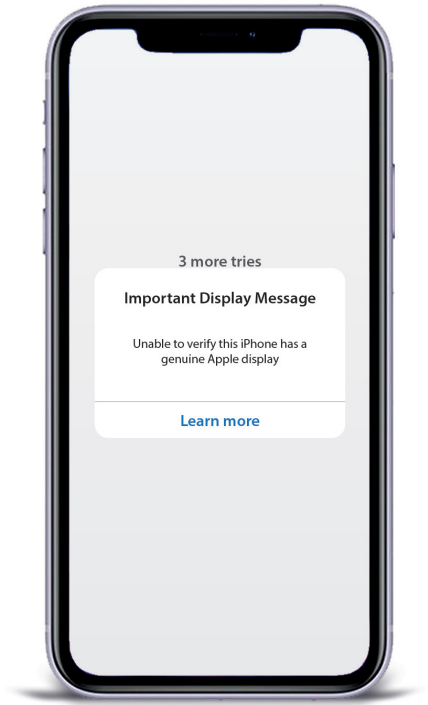 3 more tries
Important Display Message
Unable to verify this iPhone has a
genuine Apple display
Learn more